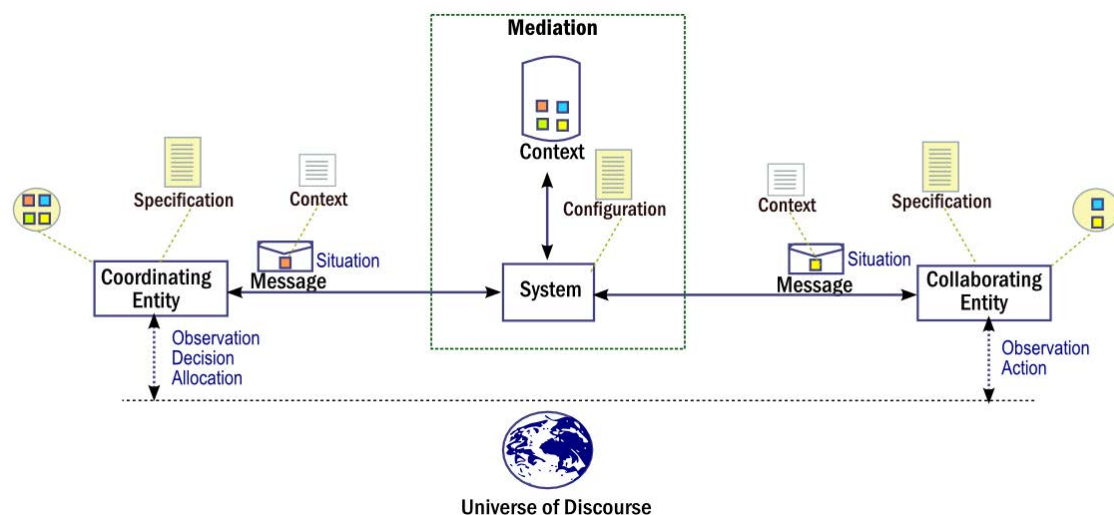 Mediation
Context
Specification
Context
Configuration
Context
Specification
Situation
Message
Coordinating
Entity
System
Situation
Message
Collaborating
Entity
Observation
Decision
Allocation
Observation
Action
Universe of Discourse